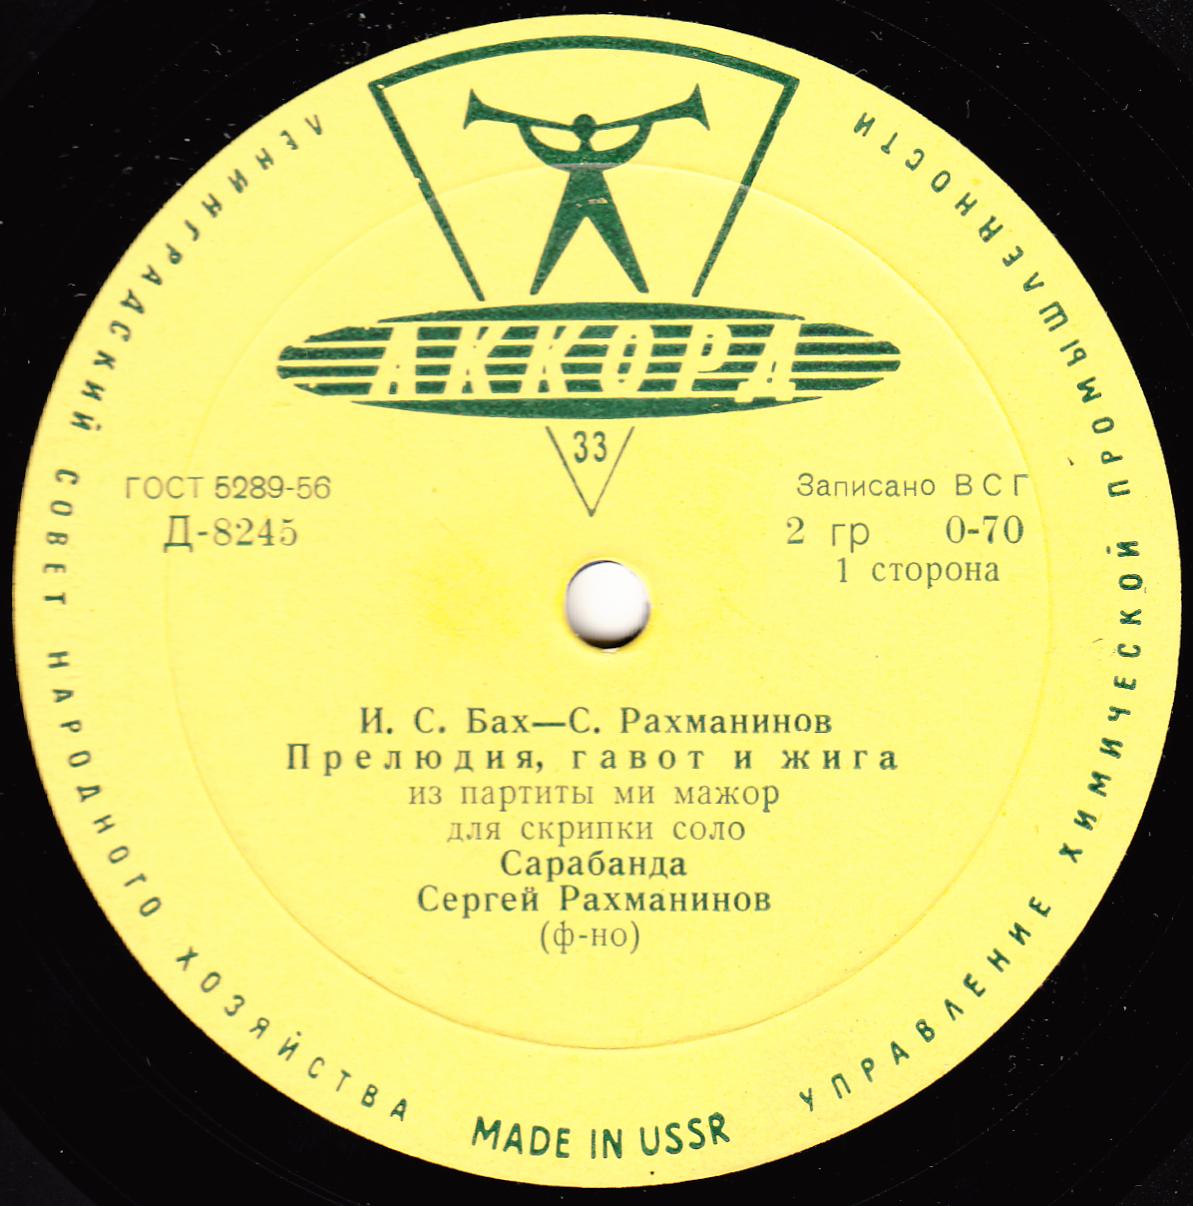 ЛЕНИНГРАДСКИЙ СОВЕТ НАРОДНОГО ХОЗЯЙСТВА
УПРАВЛЕНИЕ ХИМИЧЕСКОЙ ПРОМЫШЛЕННОСТИ
АККОРД
33
ГОСТ 5289-56
Д-8245
Записано ВСГ
2 гр 0-70
1 сторона
И. С. Бах—С. Рахманинов
Прелюдия, гавот и жига
из партиты ми мажор
для скрипки соло
Сарабанда
Сергей Рахманинов
(ф-но)
MADE IN USSR